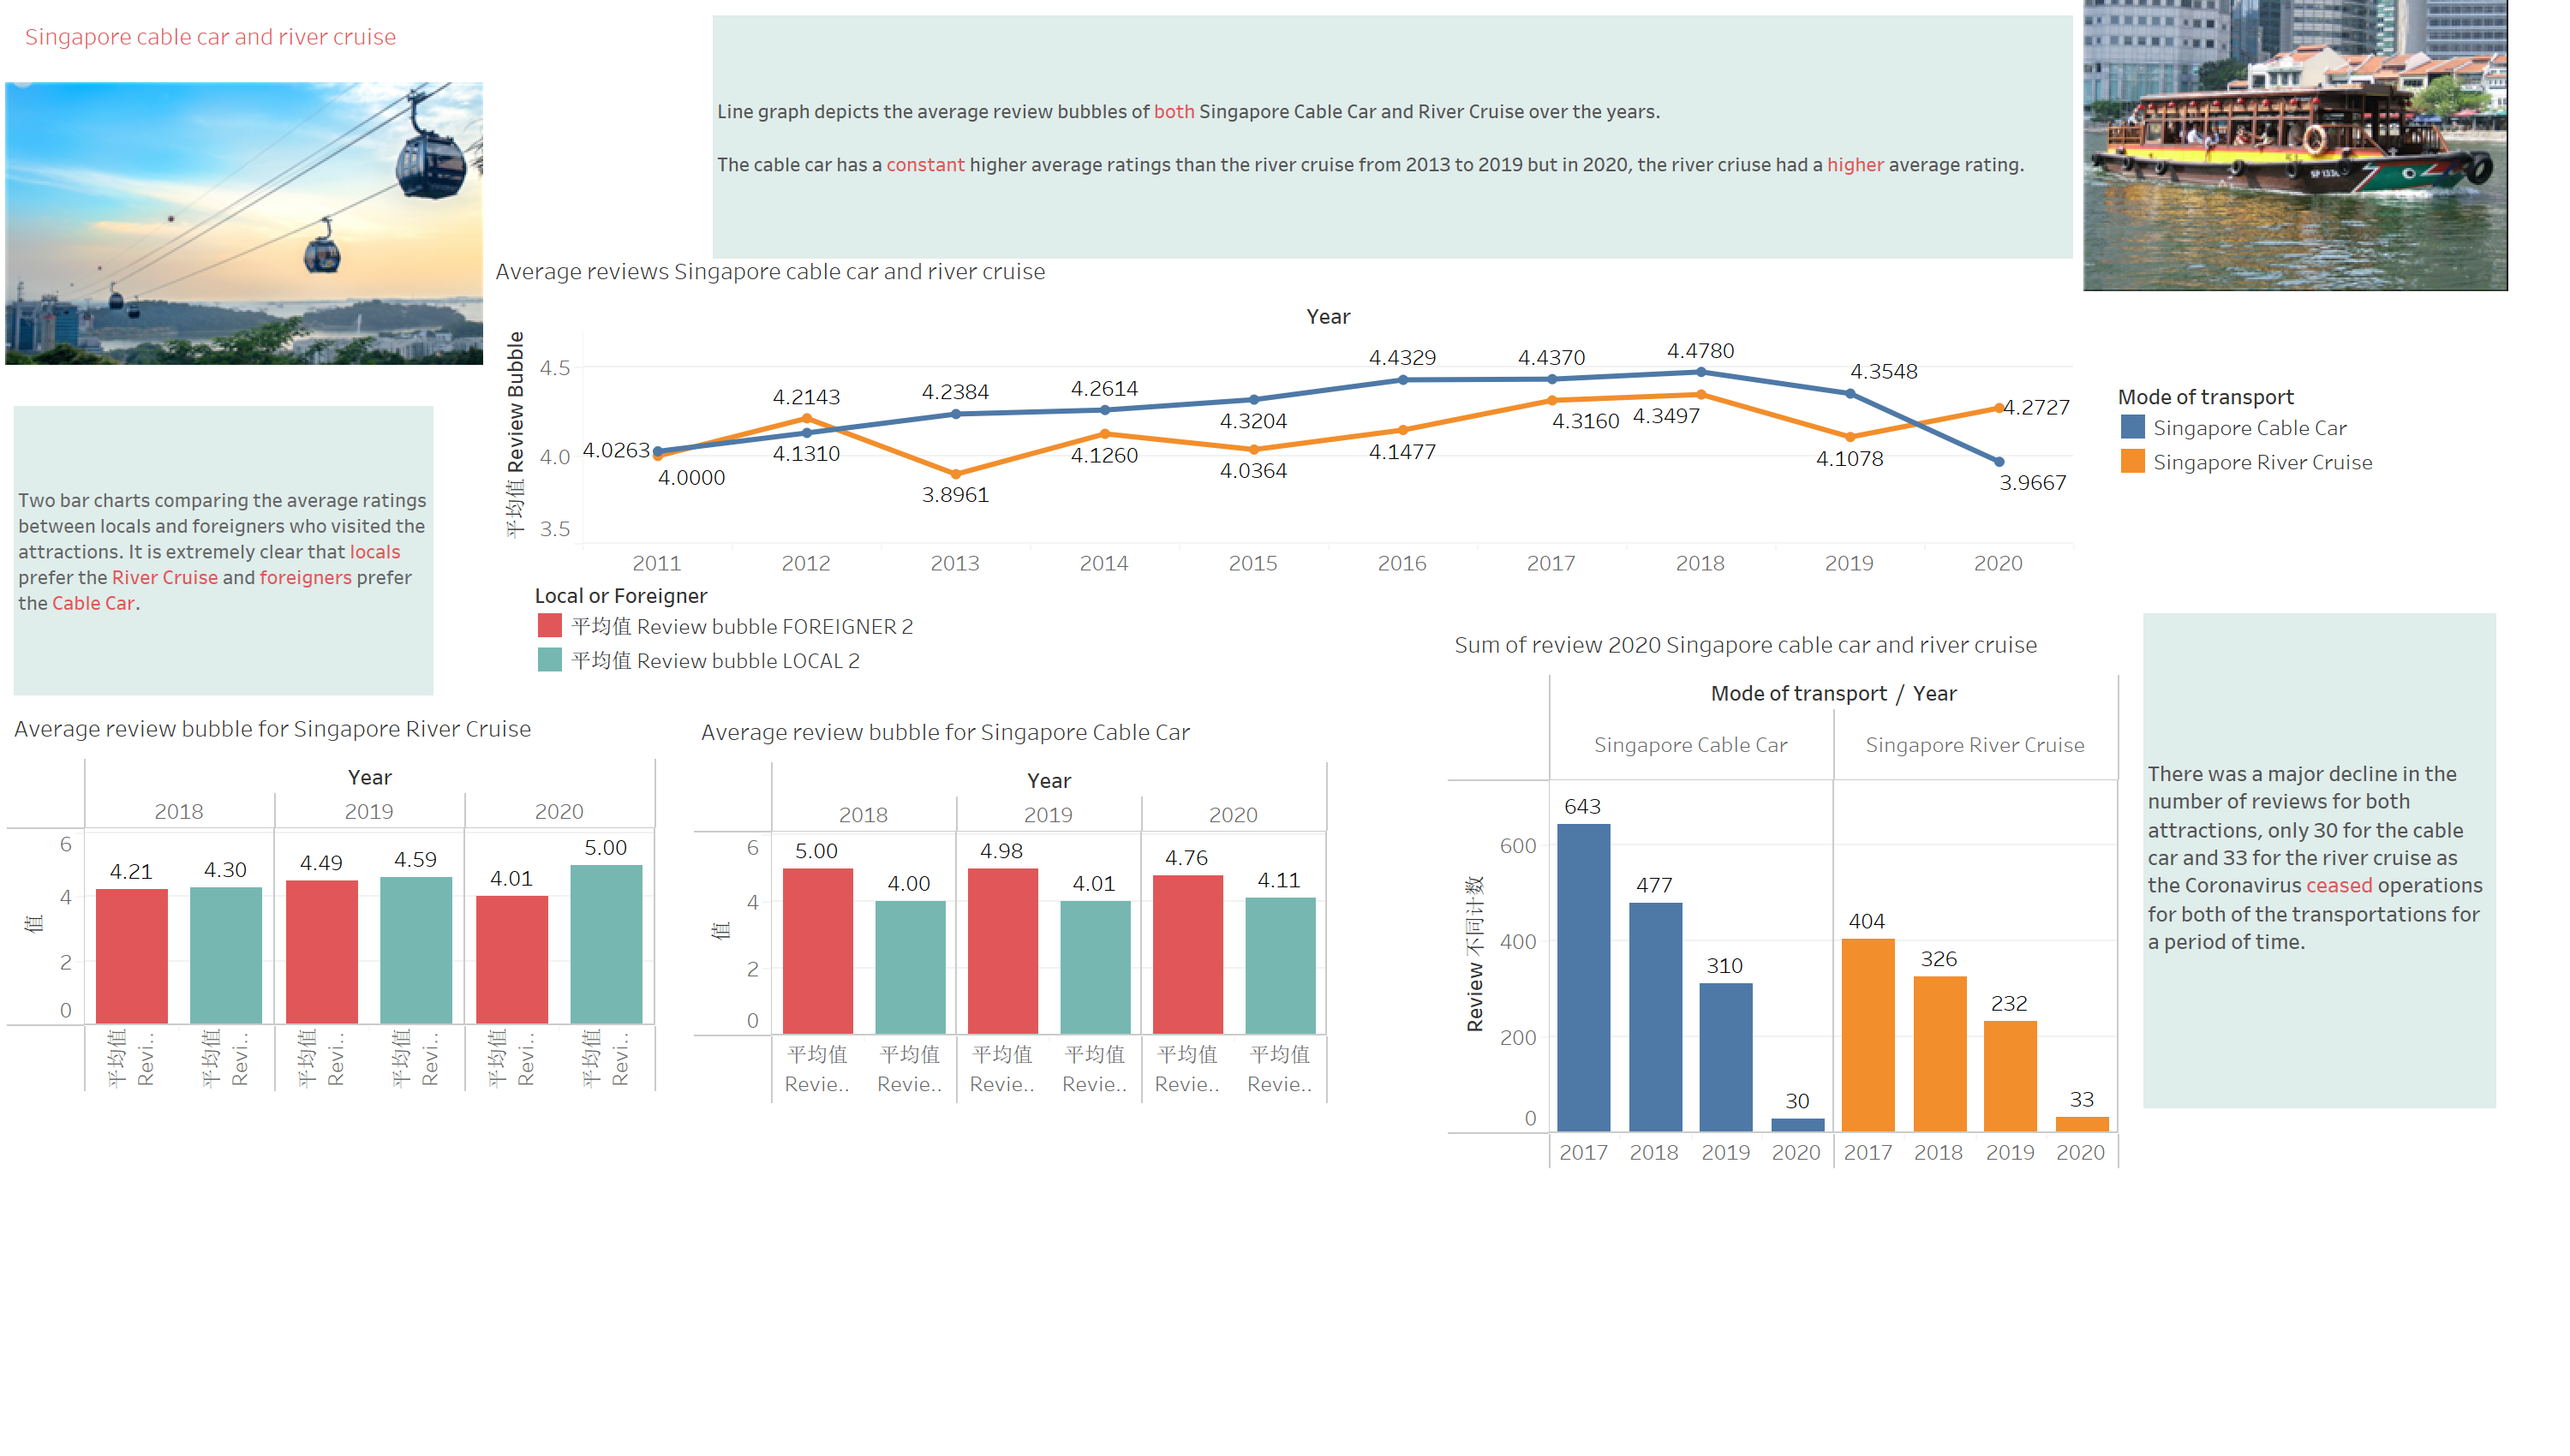 Singapore cable car and river cruise
Line graph depicts the average review bubbles of both Singapore Cable Car and River Cruise over the years.
The cable car has a constant higher average ratings than the river cruise from 2013 to 2019 but in 2020, the river criuse had a higher average rating.
Average reviews Singapore cable car and river cruise
Year
平均值 Review Bubble
4.5
4.0
3.5
4.0263
4.0000
4.2143
4.1310
4.2384
3.8961
4.2614
4.1260
4.3204
4.0364
4.4329
4.1477
4.4370
4.3160
4.4780
4.3497
4.3548
4.1078
4.2727
3.9667
2011 2012 2013 2014 2015 2016 2017 2018 2019 2020
Mode of transport
Singapore Cable Car
Singapore River Cruise
Two bar charts comparing the average ratings
between locals and foreigners who visited the
attractions. It is extremely clear that locals
prefer the River Cruise and foreigners prefer
the Cable Car.
Local or Foreigner
平均值 Review bubble FOREIGNER 2
平均值 Review bubble LOCAL 2
Average review bubble for Singapore River Cruise
Year
2018 2019 2020
值
6
4
2
0
4.21 4.30 4.49 4.59 4.01 5.00
平均值 平均值 平均值 平均值 平均值 平均值
Revi.. Revi.. Revi.. Revi.. Revi.. Revi..
Average review bubble for Singapore Cable Car
Year
2018 2019 2020
值
6
4
2
0
5.00 4.00 4.98 4.01 4.76 4.11
平均值 平均值 平均值 平均值 平均值 平均值
Revie.. Revie.. Revie.. Revie.. Revie.. Revie..
Sum of review 2020 Singapore cable car and river cruise
Mode of transport / Year
Singapore Cable Car Singapore River Cruise
Review 不同计数
600
400
200
0
643 477 310 30 404 326 232 33
2017 2018 2019 2020 2017 2018 2019 2020
There was a major decline in the
number of reviews for both
attractions, only 30 for the cable
car and 33 for the river cruise as
the Coronavirus ceased operations
for both of the transportations for
a period of time.